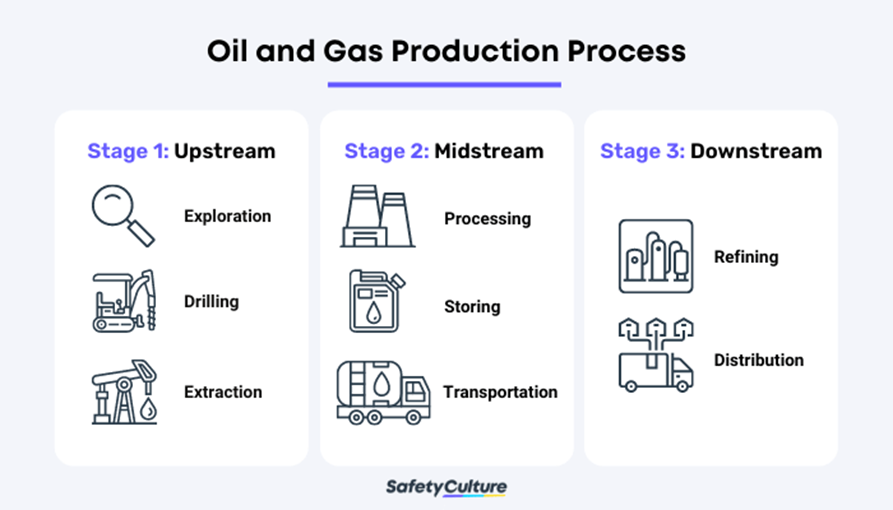 Oil and Gas Production Process
Stage 1: Upstream
Exploration
Drilling
Extraction
Stage 2: Midstream
Processing
Storing
Transportation
Stage 3: Downstream
Refining
Distribution
SafetyCulture